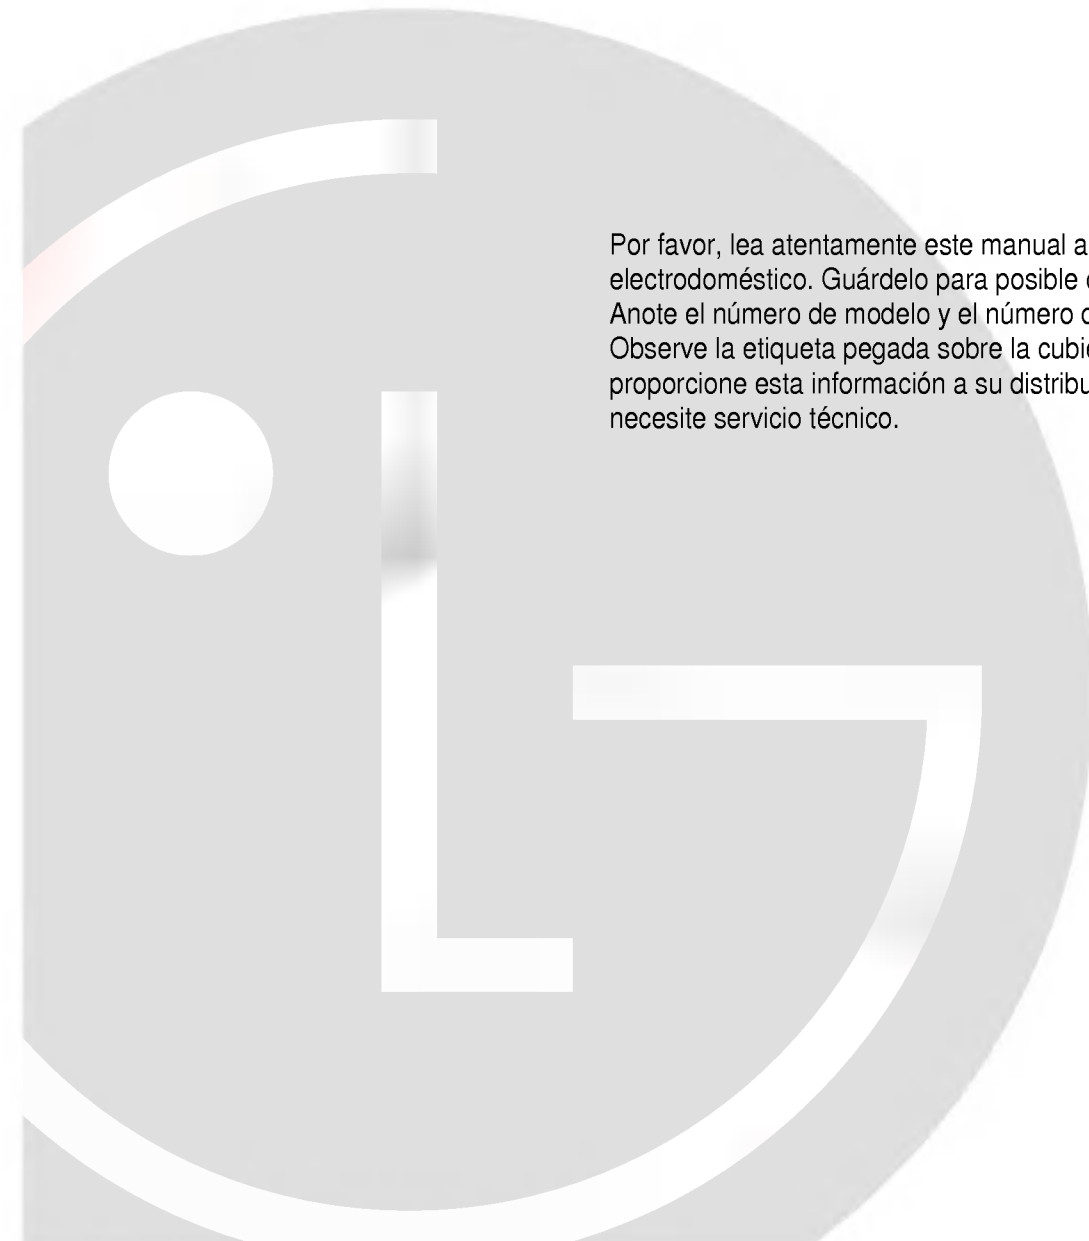 Por favor, lea atentamente este manual a
electrodoméstico. Guárdelo para posible
Anote el número de modelo y el número
Observe la etiqueta pegada sobre la
proporcione esta información a su
necesite servicio técnico.
LG